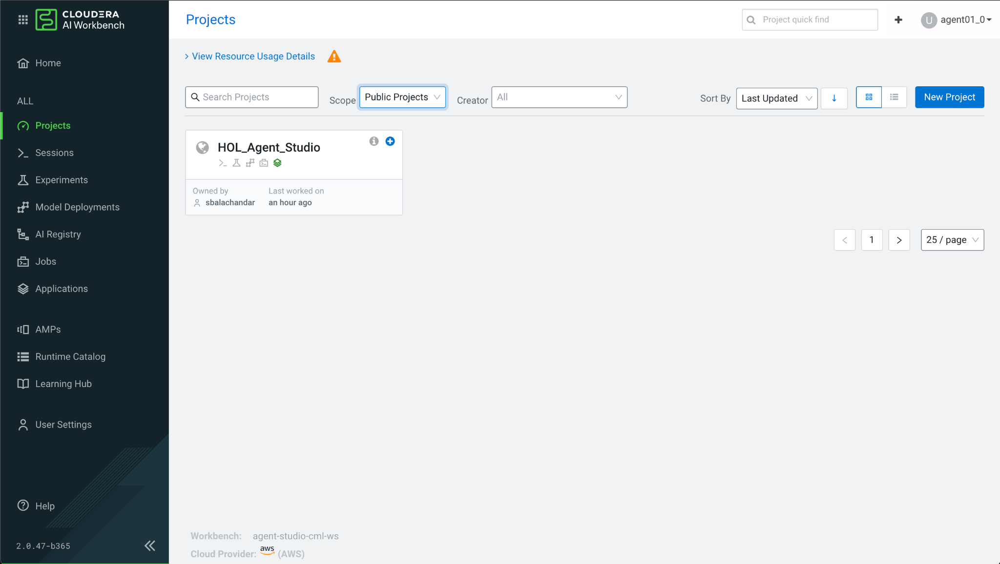 CLOUDERA
AI Workbench
Projects
Project quick find
U
agent01_0
Home
View Resource Usage Details
ALL
Search Projects
Scope
Public Projects
Creator
All
Sort By
Last Updated
New Project
Projects
Sessions
Experiments
Model Deployments
AI Registry
Jobs
Applications
AMPs
Runtime Catalog
Learning Hub
User Settings
Help
2.0.47-b365
HOL_Agent_Studio
Owned by
Last worked on
sbalachandar
an hour ago
1
25 / page
Workbench: agent-studio-cml-ws
Cloud Provider: aws (AWS)